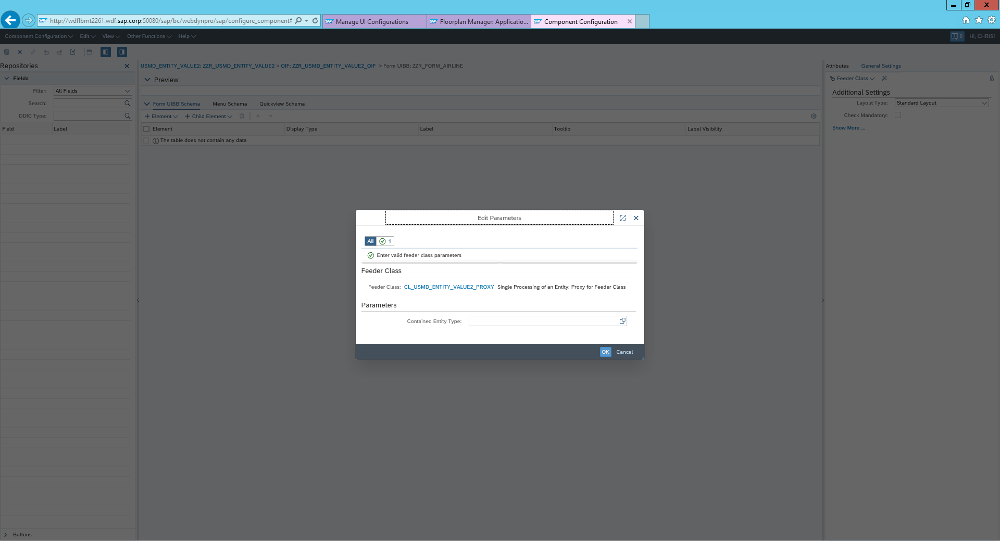 http://wdflbmt2261.wdf.sap.corp:50080/sap/bc/webdynpro/sap/configure_component#
SAP Manage UI Configurations
SAP Floorplan Manager: Applicatio...
SAP Component Configuration
Component Configuration Edit View Other Functions Help
0 Hi, CHRIS!
Repositories
Fields
Filter: All Fields
Search:
DDIC Type:
Field Label
Buttons
USMD_ENTITY_VALUE2: ZZR_USMD_ENTITY_VALUE2 > OIF: ZZR_USMD_ENTITY_VALUE2_OIF > Form UIBB: ZZR_FORM_AIRLINE
Preview
Form UIBB Schema Menu Schema Quickview Schema
Element Child Element
Element Display Type Label Tooltip Label Visibility
The table does not contain any data
Attributes General Settings
Feeder Class
Additional Settings
Layout Type: Standard Layout
Check Mandatory:
Show More ...
Edit Parameters
All 1
Enter valid feeder class parameters
Feeder Class
Feeder Class: CL_USMD_ENTITY_VALUE2_PROXY Single Processing of an Entity: Proxy for Feeder Class
Parameters
Contained Entity Type:
OK Cancel